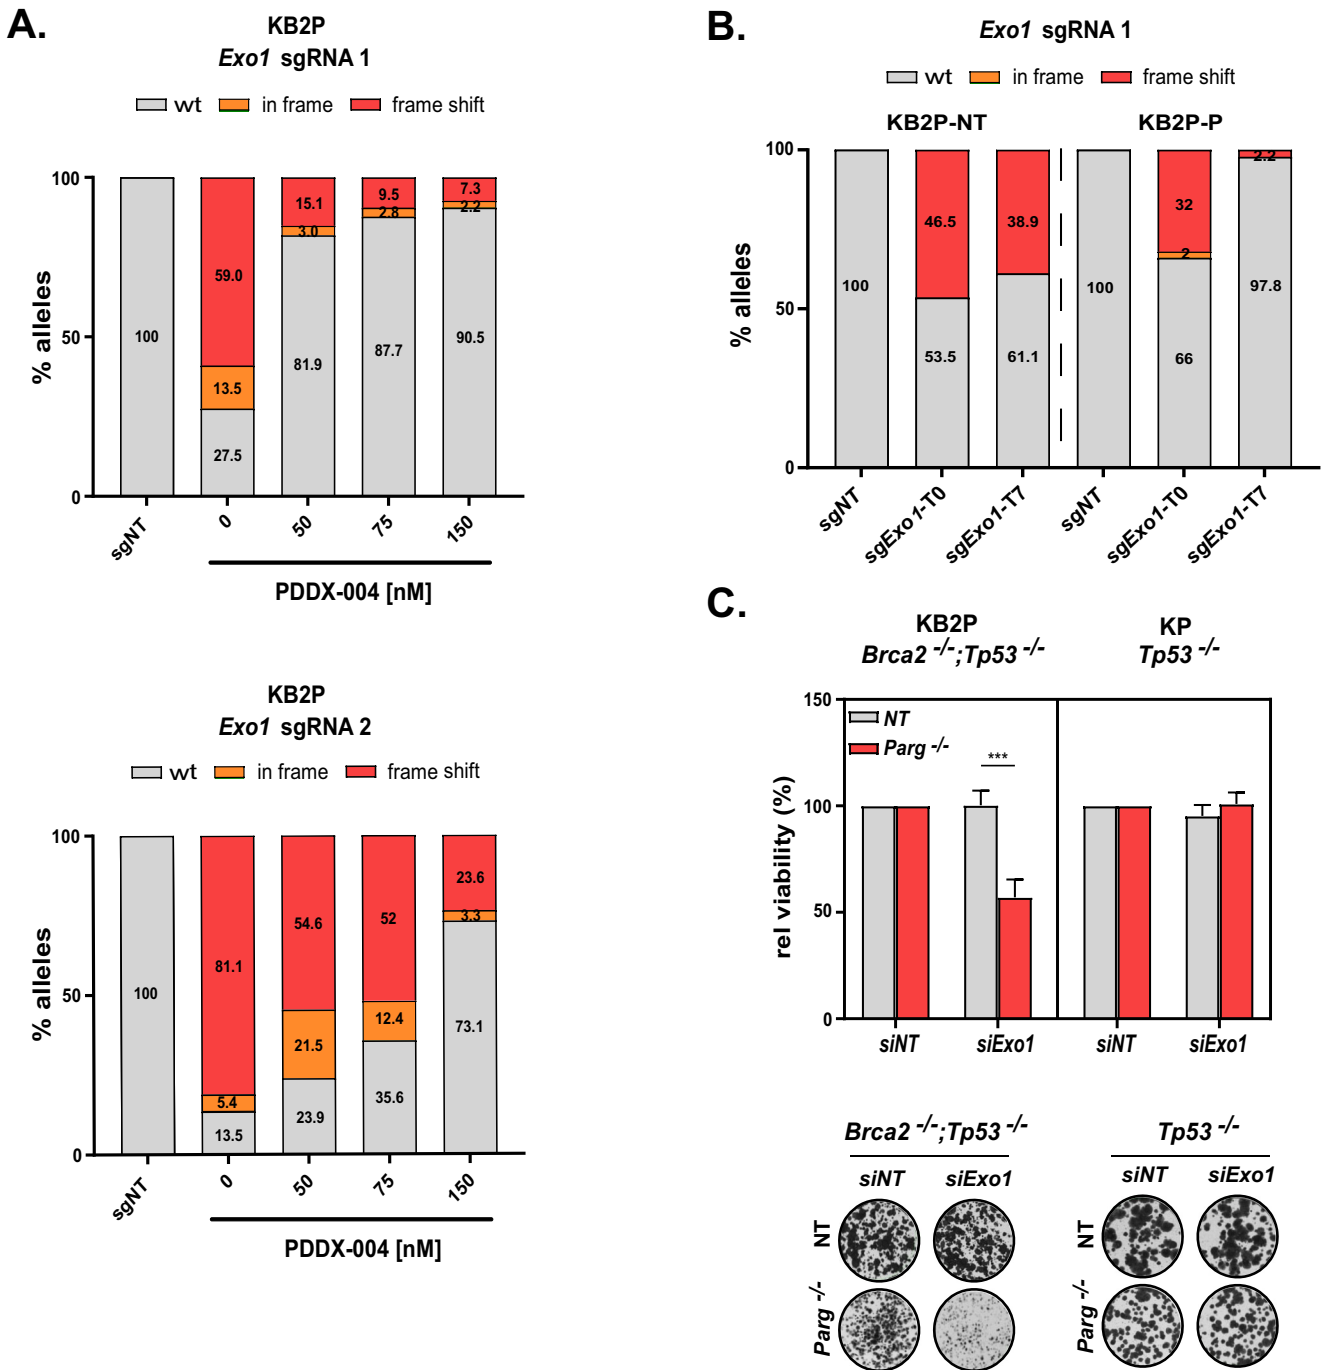 A.
KB2P
Exo1 sgRNA 1
wt in frame frame shift
% alleles
100
50
0
100
27.5
13.5
59.0
81.9
3.0
15.1
87.7
2.8
9.5
90.5
2.2
7.3
sgNT 0 50 75 150
PDDX-004 [nM]
KB2P
Exo1 sgRNA 2
wt in frame frame shift
% alleles
100
50
0
100
13.5
5.4
81.1
23.9
21.5
54.6
35.6
12.4
52
73.1
3.3
23.6
sgNT 0 50 75 150
PDDX-004 [nM]
B.
Exo1 sgRNA 1
wt in frame frame shift
KB2P-NT KB2P-P
% alleles
100
50
0
100
53.5
46.5
61.1
38.9
100
66
2
32
97.8
2.2
sgNT sgExo1-T0 sgExo1-T7 sgNT sgExo1-T0 sgExo1-T7
C.
KB2P KP
Brca2 -/-;Tp53 -/- Tp53 -/-
NT
Parg -/-
rel viability (%)
150
100
50
0
***
siNT siExo1 siNT siExo1
Brca2 -/-;Tp53 -/- Tp53 -/-
siNT siExo1 siNT siExo1
NT NT
Parg -/- Parg -/-